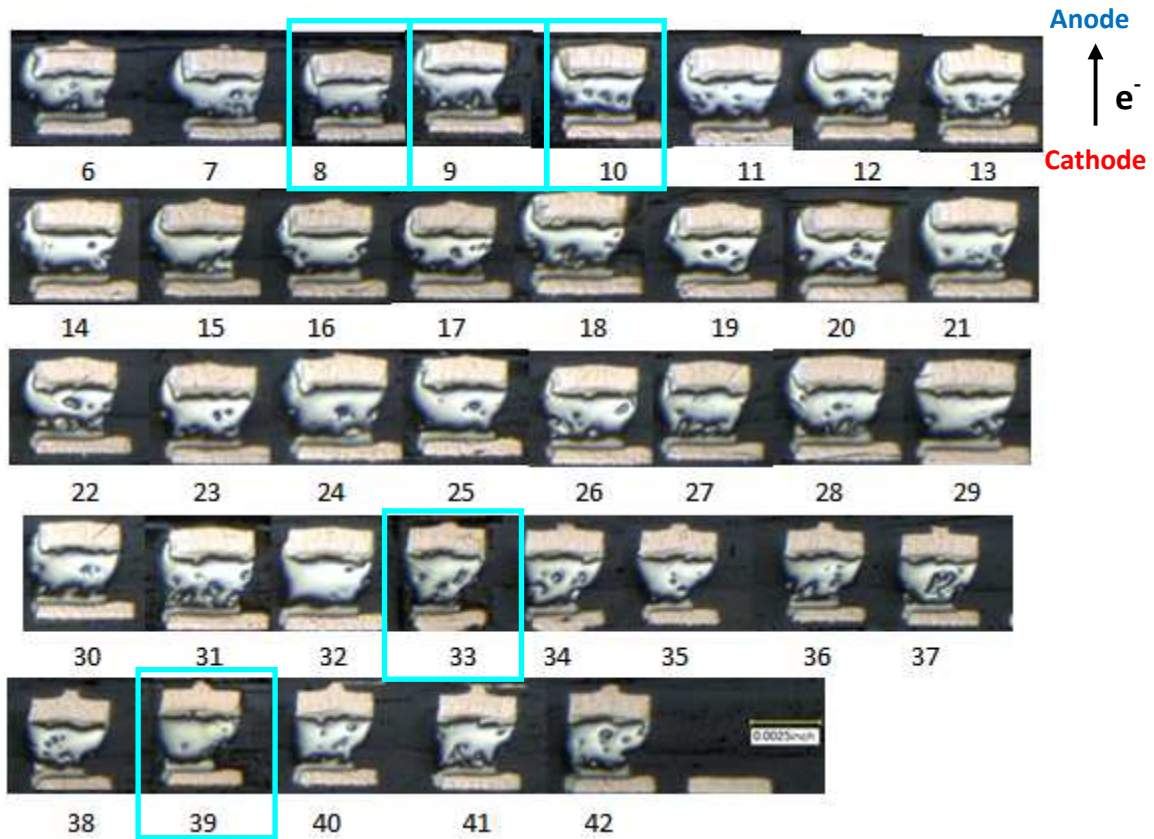 Anode
e-
Cathode
6 7 8 9 10 11 12 13
14 15 16 17 18 19 20 21
22 23 24 25 26 27 28 29
30 31 32 33 34 35 36 37
0.0025inch
38 39 40 41 42